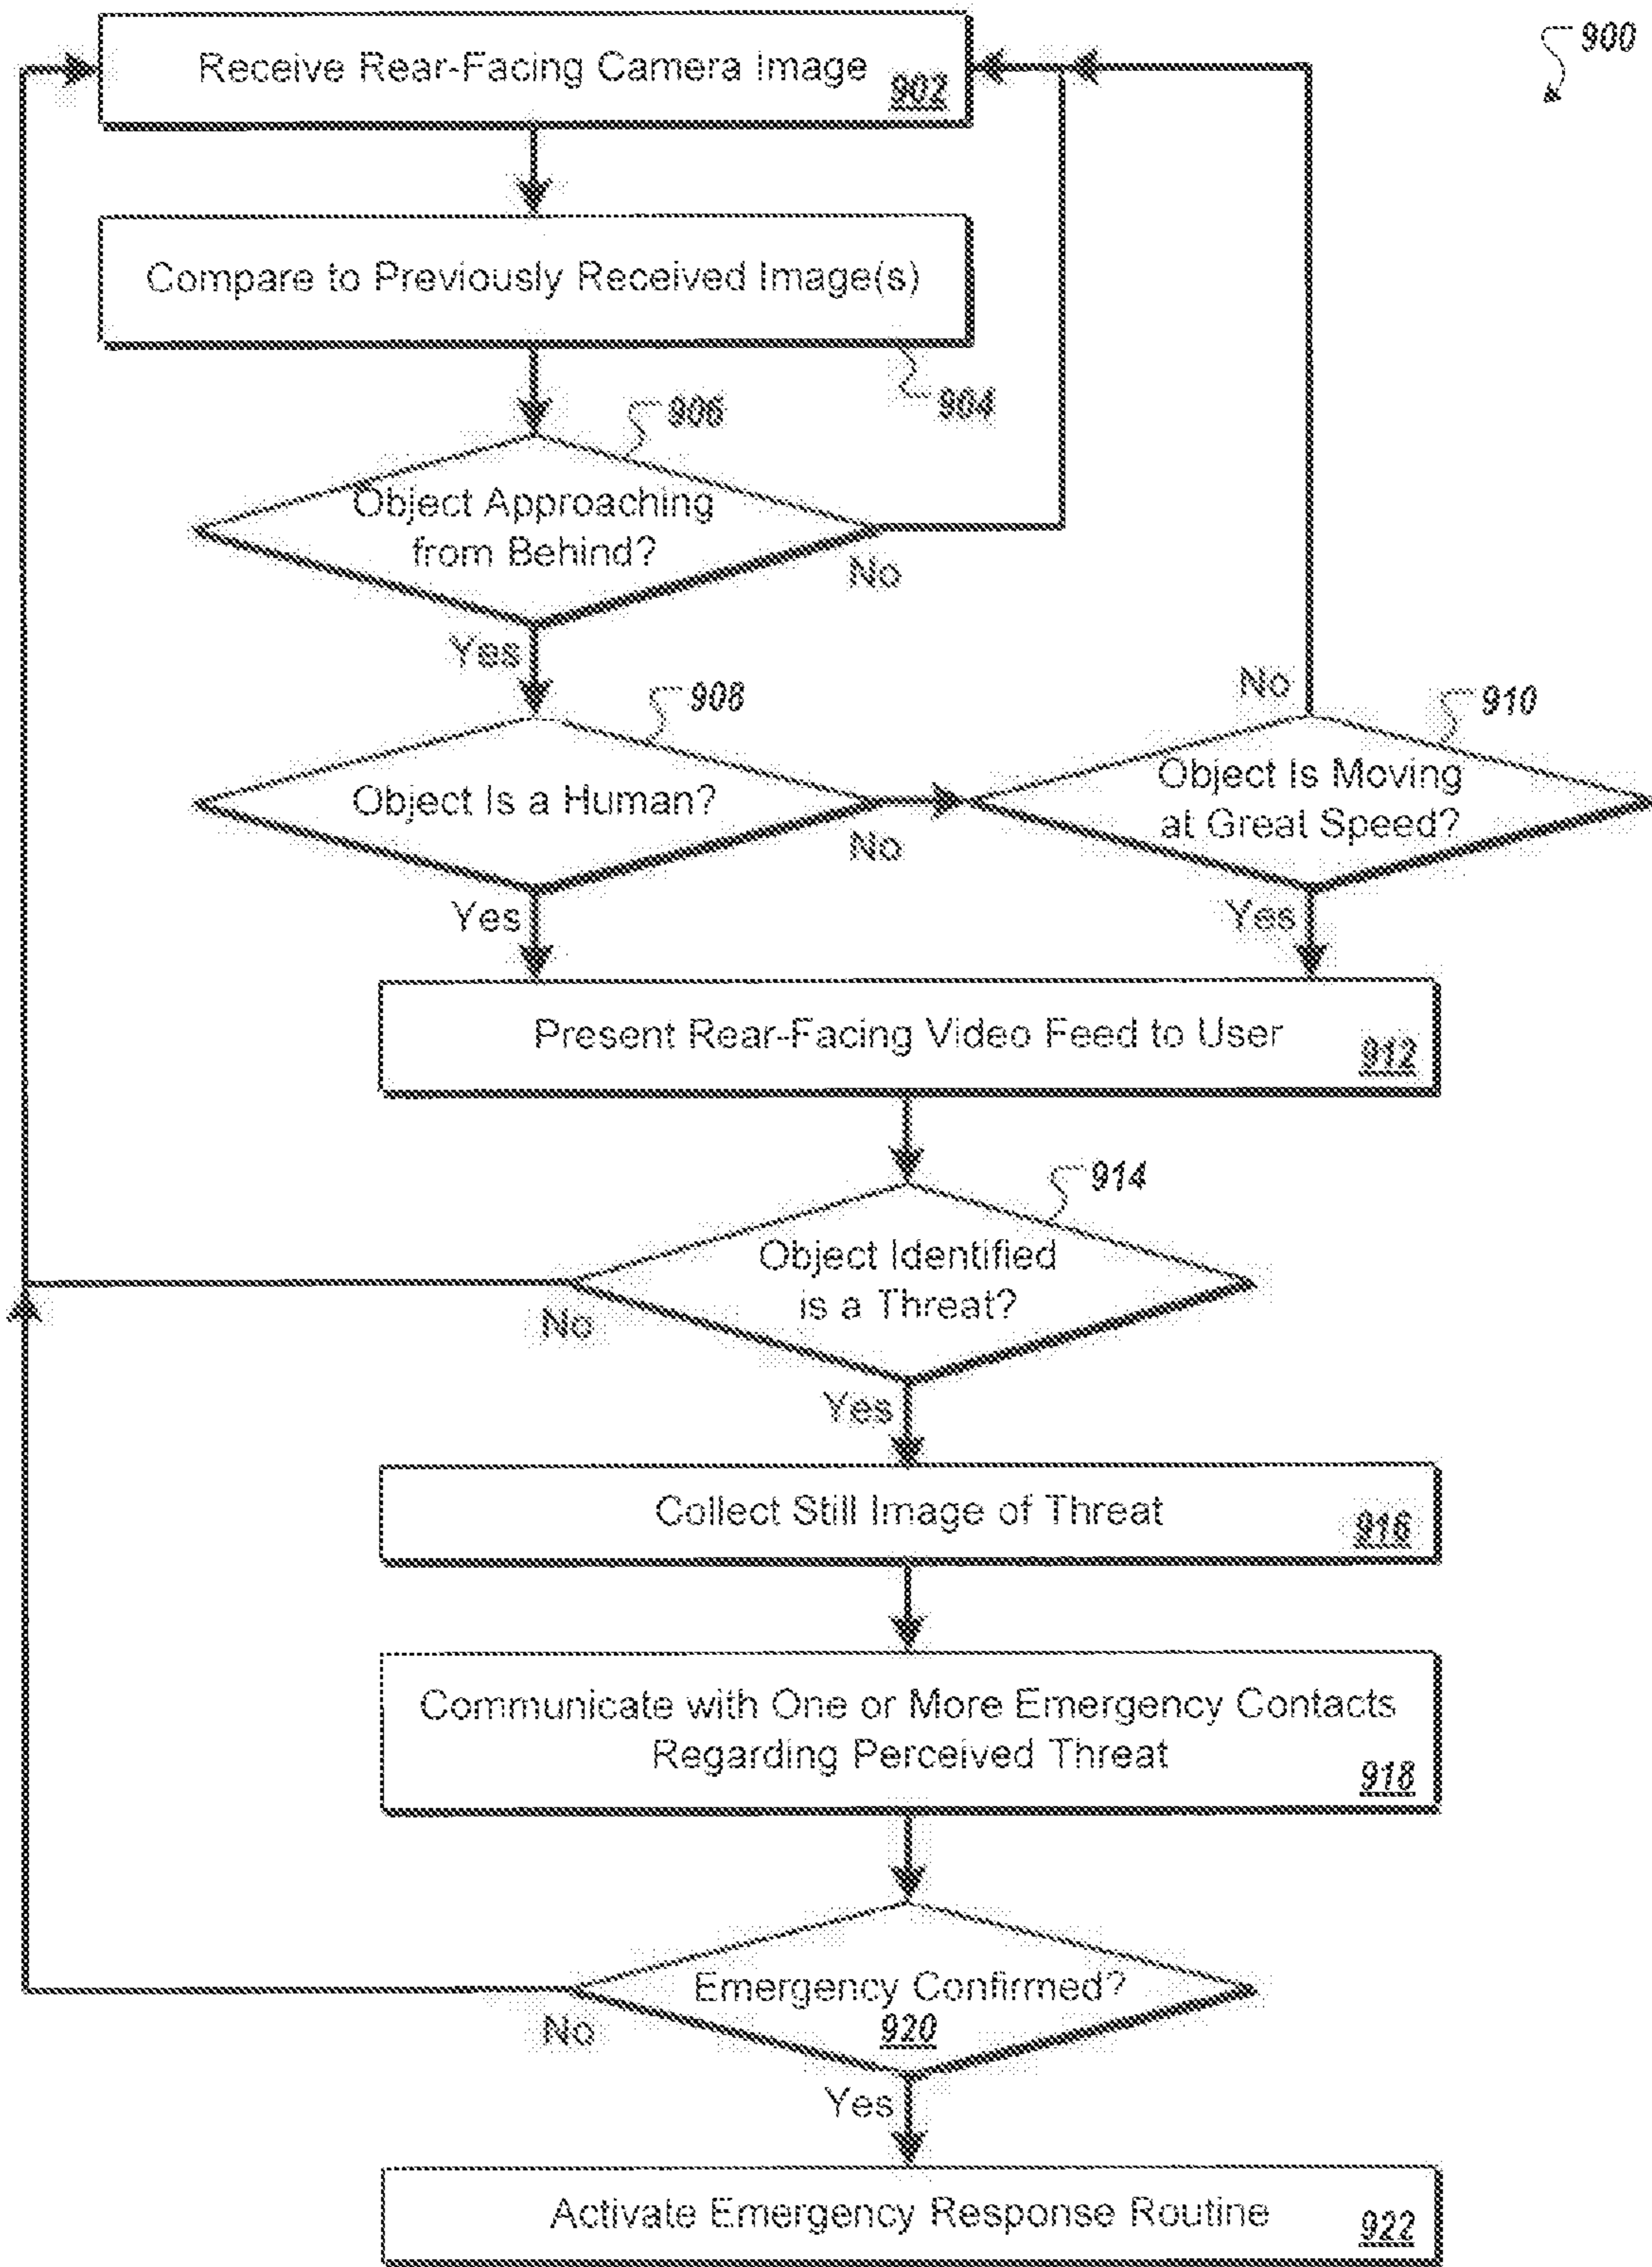 900
Receive Rear-Facing Camera Image
902
Compare to Previously Received Image(s)
904
906
Object Approaching
from Behind?
No
Yes
908
Object Is a Human?
No
Yes
No
910
Object Is Moving
at Great Speed?
Yes
Present Rear-Facing Video Feed to User
912
914
Object Identified
is a Threat?
No
Yes
Collect Still Image of Threat
916
Communicate with One or More Emergency Contacts
Regarding Perceived Threat
918
Emergency Confirmed?
920
No
Yes
Activate Emergency Response Routine
922